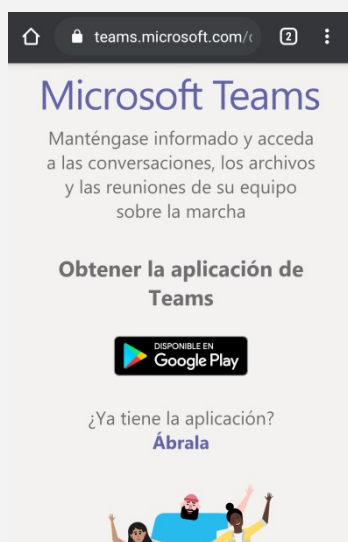 teams.microsoft.com/
2
Microsoft Teams
Manténgase informado y acceda
a las conversaciones, los archivos
y las reuniones de su equipo
sobre la marcha
Obtener la aplicación de
Teams
DISPONIBLE EN
Google Play
¿Ya tiene la aplicación?
Ábrala